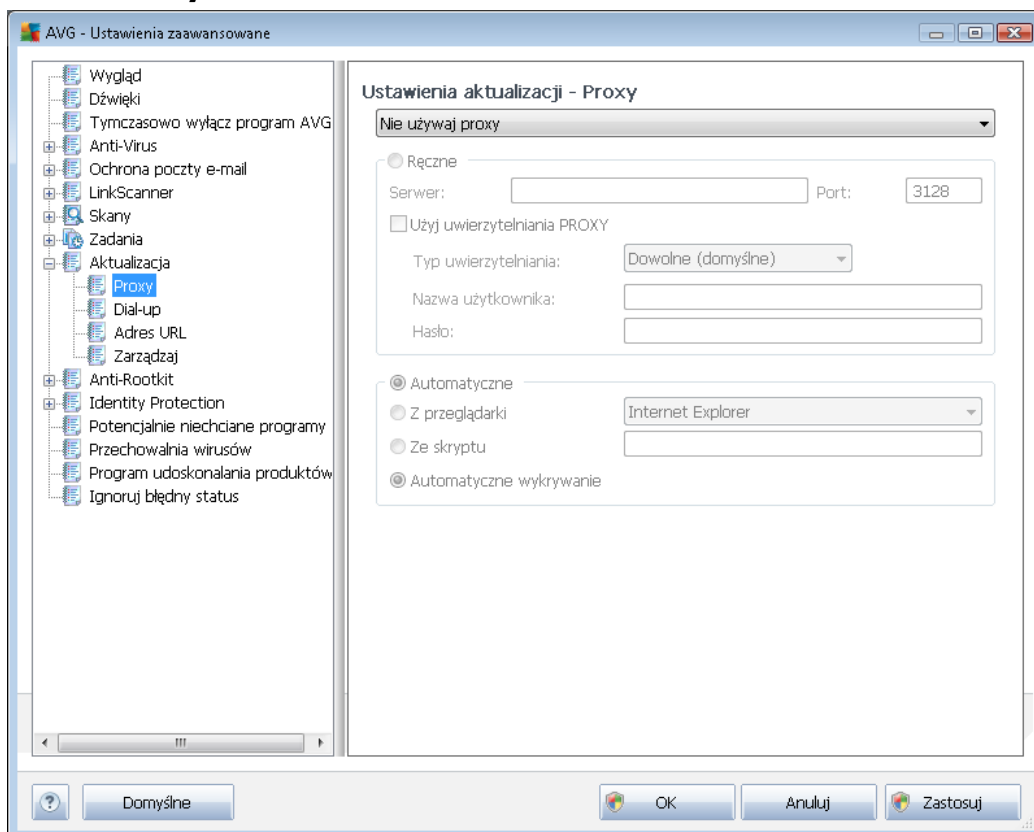 AVG - Ustawienia zaawansowane
Wygląd
Dźwięki
Tymczasowo wyłącz program AVG
Anti-Virus
Ochrona poczty e-mail
LinkScanner
Skany
Zadania
Aktualizacja
Proxy
Dial-up
Adres URL
Zarządzaj
Anti-Rootkit
Identity Protection
Potencjalnie niechciane programy
Przechowalnia wirusów
Program udoskonalania produktów
Ignoruj błędny status
Ustawienia aktualizacji - Proxy
Nie używaj proxy
Ręczne
Serwer: Port: 3128
Użyj uwierzytelniania PROXY
Typ uwierzytelniania: Dowolne (domyślne)
Nazwa użytkownika:
Hasło:
Automatyczne
Z przeglądarki Internet Explorer
Ze skryptu
Automatyczne wykrywanie
? Domyślne OK Anuluj Zastosuj